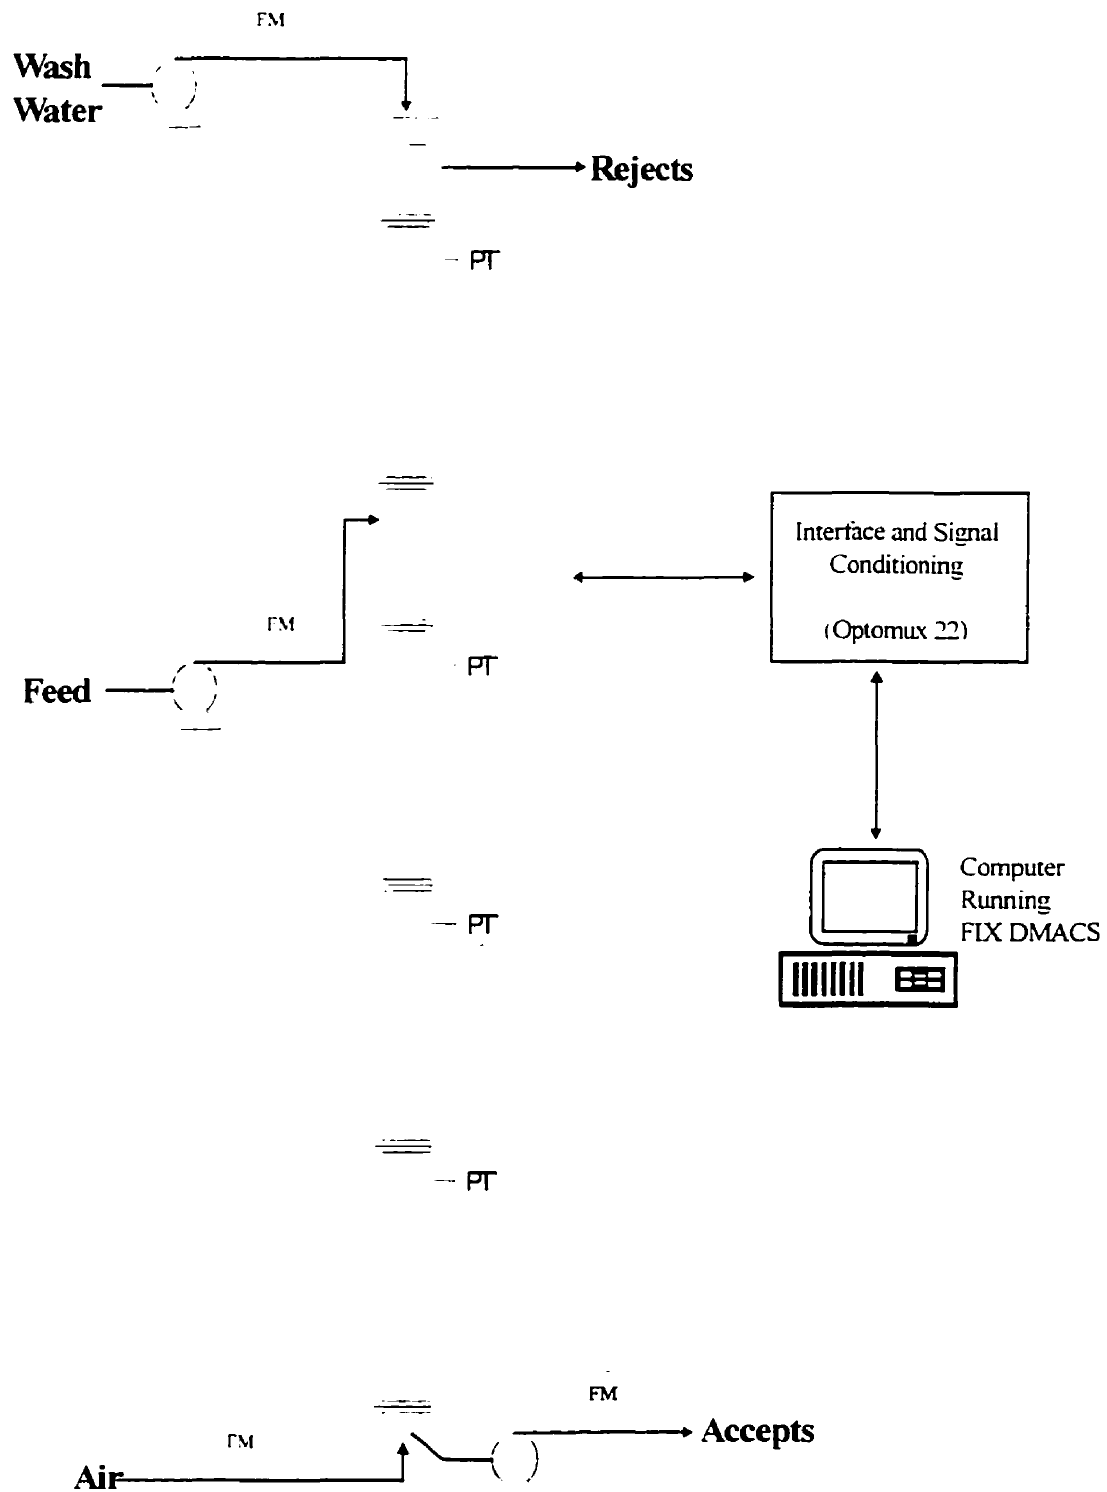 FM
Wash
Water
Rejects
PT
Interface and Signal
Conditioning
(Optomux 22)
FM
PT
Feed
Computer
Running
FIX DMACS
PT
PT
FM
Accepts
FM
Air